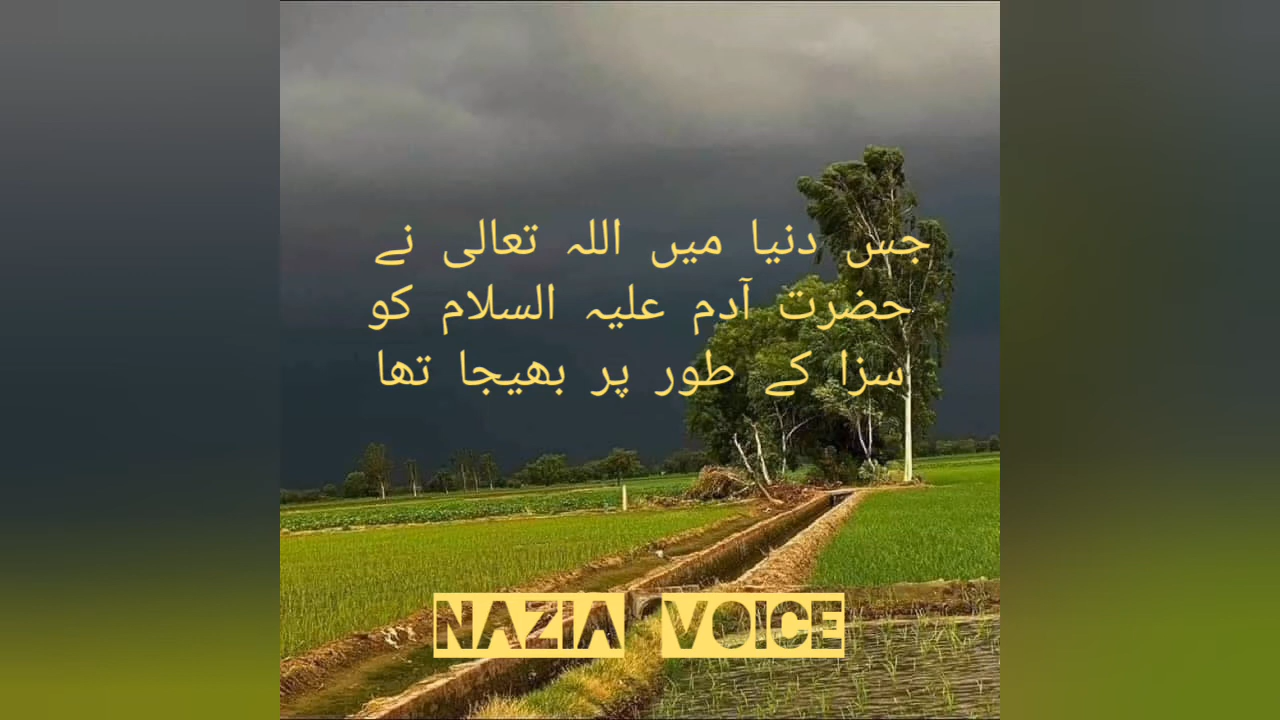 جس دنیا میں اللہ تعالی نے
حضرت آدم علیہ السلام کو
سزا کے طور پر بھیجا تھا
NAZIA VOICE